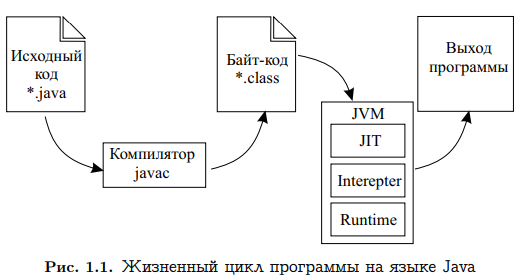 Исходный
код
*.java
Компилятор
javac
Байт-код
*.class
JVM
JIT
Interepter
Runtime
Выход
программы
Рис. 1.1. Жизненный цикл программы на языке Java